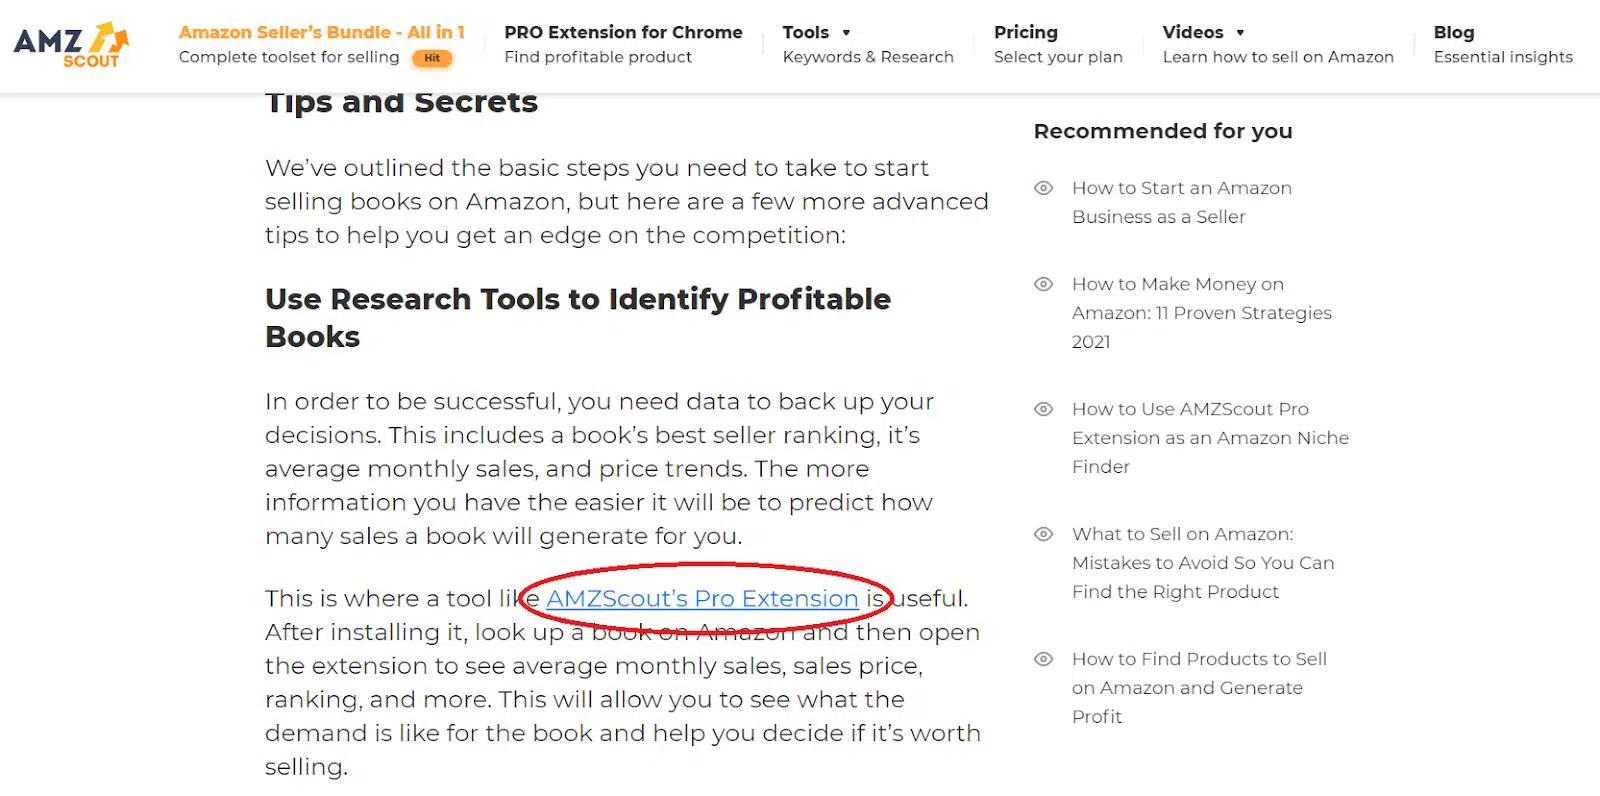 AMZ
SCOUT
Amazon Seller's Bundle - All in 1
Complete toolset for selling Hit
PRO Extension for Chrome
Find profitable product
Tools
Keywords & Research
Pricing
Select your plan
Videos
Learn how to sell on Amazon
Blog
Essential insights
Tips and Secrets
We've outlined the basic steps you need to take to start
selling books on Amazon, but here are a few more advanced
tips to help you get an edge on the competition:
Use Research Tools to Identify Profitable
Books
In order to be successful, you need data to back up your
decisions. This includes a book's best seller ranking, it's
average monthly sales, and price trends. The more
information you have the easier it will be to predict how
many sales a book will generate for you.
This is where a tool like AMZScout's Pro Extension is useful.
After installing it, look up a book on Amazon and then open
the extension to see average monthly sales, sales price,
ranking, and more. This will allow you to see what the
demand is like for the book and help you decide if it's worth
selling.
Recommended for you
How to Start an Amazon
Business as a Seller
How to Make Money on
Amazon: 11 Proven Strategies
2021
How to Use AMZScout Pro
Extension as an Amazon Niche
Finder
What to Sell on Amazon:
Mistakes to Avoid So You Can
Find the Right Product
How to Find Products to Sell
on Amazon and Generate
Profit